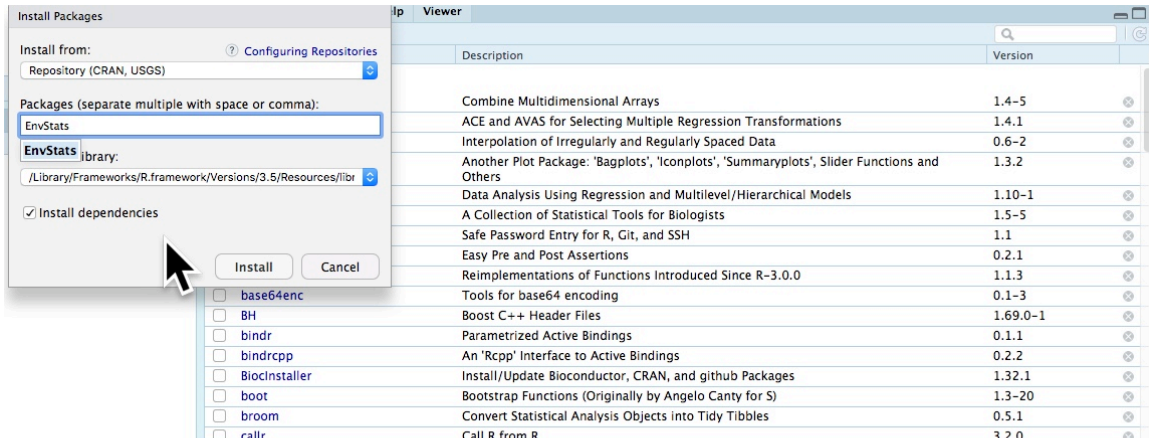 Install Packages
Install from:
? Configuring Repositories
Repository (CRAN, USGS)
Packages (separate multiple with space or comma):
EnvStats
EnvStats
ibrary:
/Library/Frameworks/R.framework/Versions/3.5/Resources/libr
Install dependencies
Install Cancel
lp Viewer
Description Version
Combine Multidimensional Arrays 1.4-5
ACE and AVAS for Selecting Multiple Regression Transformations 1.4.1
Interpolation of Irregularly and Regularly Spaced Data 0.6-2
Another Plot Package: 'Bagplots', 'Iconplots', 'Summaryplots', Slider Functions and 1.3.2
Others
Data Analysis Using Regression and Multilevel/Hierarchical Models 1.10-1
A Collection of Statistical Tools for Biologists 1.5-5
Safe Password Entry for R, Git, and SSH 1.1
Easy Pre and Post Assertions 0.2.1
Reimplementations of Functions Introduced Since R-3.0.0 1.1.3
base64enc Tools for base64 encoding 0.1-3
BH Boost C++ Header Files 1.69.0-1
bindr Parametrized Active Bindings 0.1.1
bindrcpp An 'Rcpp' Interface to Active Bindings 0.2.2
BiocInstaller Install/Update Bioconductor, CRAN, and github Packages 1.32.1
boot Bootstrap Functions (Originally by Angelo Canty for S) 1.3-20
broom Convert Statistical Analysis Objects into Tidy Tibbles 0.5.1
callr Call R from R 3.2.0